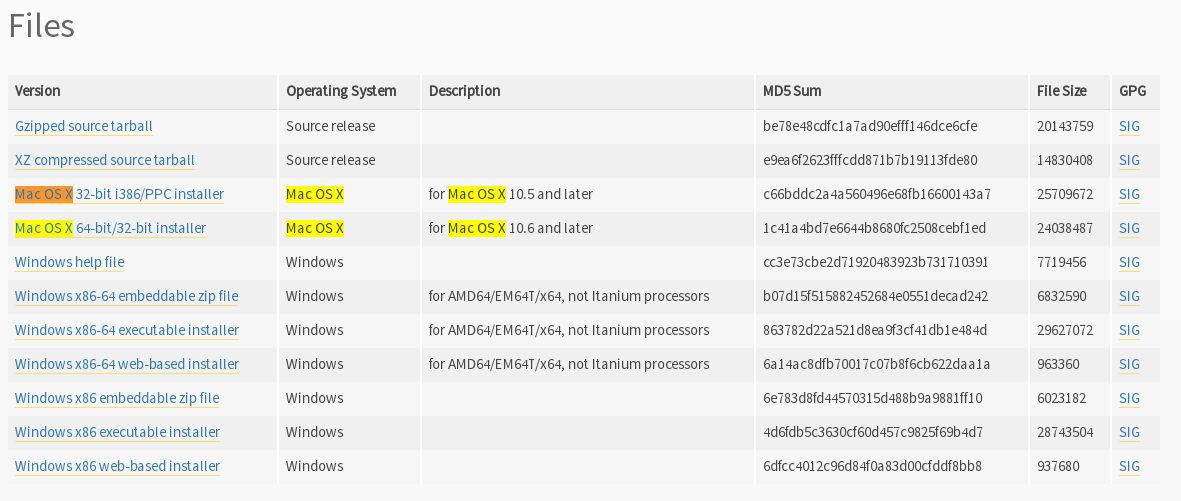 Files
Version Operating System Description MD5 Sum File Size GPG
Gzipped source tarball Source release be78e48cdfc1a7ad90efff146dce6cfe 20143759 SIG
XZ compressed source tarball Source release e9ea6f2623fffcdd871b7b19113fde80 14830408 SIG
Mac OS X 32-bit i386/PPC installer Mac OS X for Mac OS X 10.5 and later c66bddc2a4a560496e68fb16600143a7 25709672 SIG
Mac OS X 64-bit/32-bit installer Mac OS X for Mac OS X 10.6 and later 1c41a4bd7e6644b8680fc2508cebf1ed 24038487 SIG
Windows help file Windows cc3e73cbe2d71920483923b731710391 7719456 SIG
Windows x86-64 embeddable zip file Windows for AMD64/EM64T/x64, not Itanium processors b07d15f515882452684e0551decad242 6832590 SIG
Windows x86-64 executable installer Windows for AMD64/EM64T/x64, not Itanium processors 863782d22a521d8ea9f3cf41db1e484d 29627072 SIG
Windows x86-64 web-based installer Windows for AMD64/EM64T/x64, not Itanium processors 6a14ac8dfb70017c07b8f6cb622daa1a 963360 SIG
Windows x86 embeddable zip file Windows 6e783d8fd44570315d488b9a9881ff10 6023182 SIG
Windows x86 executable installer Windows 4d6fdb5c3630cf60d457c9825f69b4d7 28743504 SIG
Windows x86 web-based installer Windows 6dfcc4012c96d84f0a83d00cfddf8bb8 937680 SIG